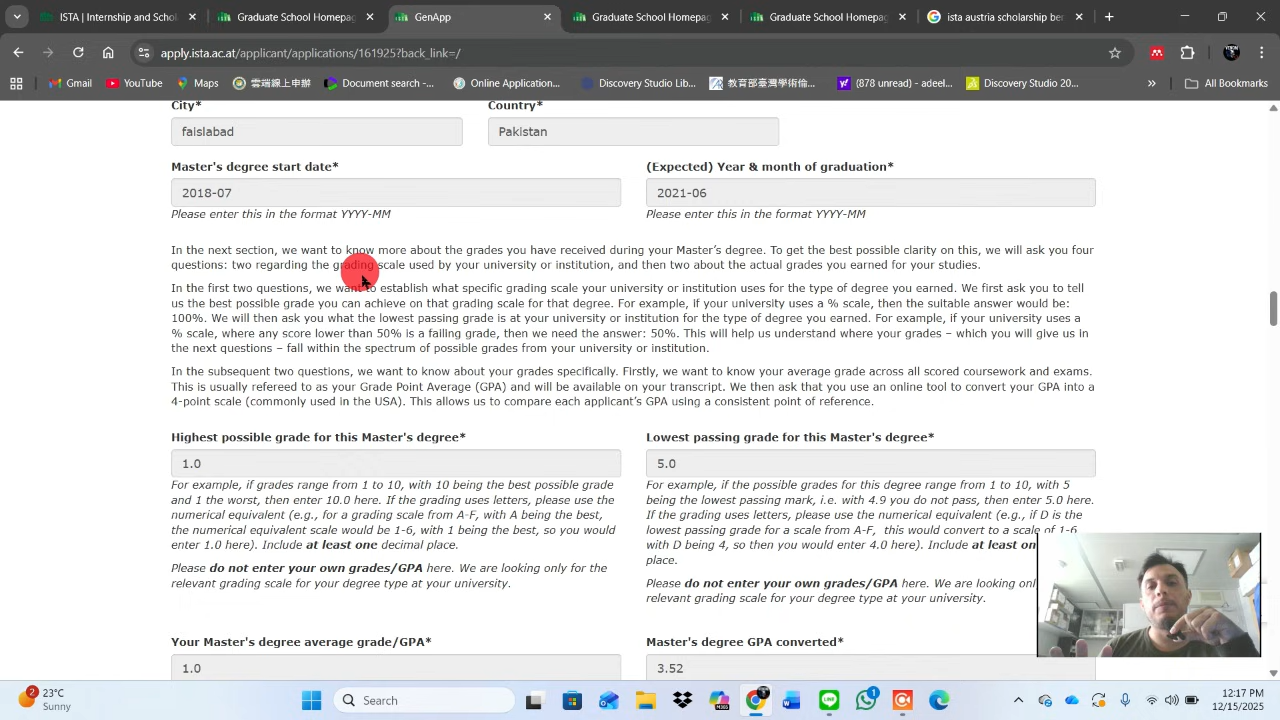 ISTA | Internship and Schol
Graduate School Homepag
GenApp
Graduate School Homepag
Graduate School Homepag
ista austria scholarship ber
apply.ista.ac.at/applicant/applications/161925?back_link=/
Gmail
YouTube
Maps
雲端網上申辦
Document search -...
Online Application...
Discovery Studio Lib...
教育部臺灣學術倫...
(878 unread) - adeel...
Discovery Studio 20...
All Bookmarks
City*
Country*
faislabad
Pakistan
Master's degree start date*
(Expected) Year & month of graduation*
2018-07
2021-06
Please enter this in the format YYYY-MM
Please enter this in the format YYYY-MM
In the next section, we want to know more about the grades you have received during your Master's degree. To get the best possible clarity on this, we will ask you four
questions: two regarding the grading scale used by your university or institution, and then two about the actual grades you earned for your studies.
In the first two questions, we want to establish what specific grading scale your university or institution uses for the type of degree you earned. We first ask you to tell
us the best possible grade you can achieve on that grading scale for that degree. For example, if your university uses a % scale, then the suitable answer would be:
100%. We will then ask you what the lowest passing grade is at your university or institution for the type of degree you earned. For example, if your university uses a
% scale, where any score lower than 50% is a failing grade, then we need the answer: 50%. This will help us understand where your grades – which you will give us in
the next questions – fall within the spectrum of possible grades from your university or institution.
In the subsequent two questions, we want to know about your grades specifically. Firstly, we want to know your average grade across all scored coursework and exams.
This is usually refereed to as your Grade Point Average (GPA) and will be available on your transcript. We then ask that you use an online tool to convert your GPA into a
4-point scale (commonly used in the USA). This allows us to compare each applicant's GPA using a consistent point of reference.
Highest possible grade for this Master's degree*
1.0
For example, if grades range from 1 to 10, with 10 being the best possible grade
and 1 the worst, then enter 10.0 here. If the grading uses letters, please use the
numerical equivalent (e.g., for a grading scale from A-F, with A being the best,
the numerical equivalent scale would be 1-6, with 1 being the best, so you would
enter 1.0 here). Include at least one decimal place.
Please do not enter your own grades/GPA here. We are looking only for the
relevant grading scale for your degree type at your university.
Lowest passing grade for this Master's degree*
5.0
For example, if the possible grades for this degree range from 1 to 10, with 5
being the lowest passing mark, i.e. with 4.9 you do not pass, then enter 5.0 here.
If the grading uses letters, please use the numerical equivalent (e.g., if D is the
lowest passing grade for a scale from A-F, this would convert to a scale of 1-6
with D being 4, so then you would enter 4.0 here). Include at least on
place.
Please do not enter your own grades/GPA here. We are looking onl
relevant grading scale for your degree type at your university.
Your Master's degree average grade/GPA*
Master's degree GPA converted*
1.0
3.52
2
23°C
Sunny
Search
M365
1
12:17 PM
12/15/2025